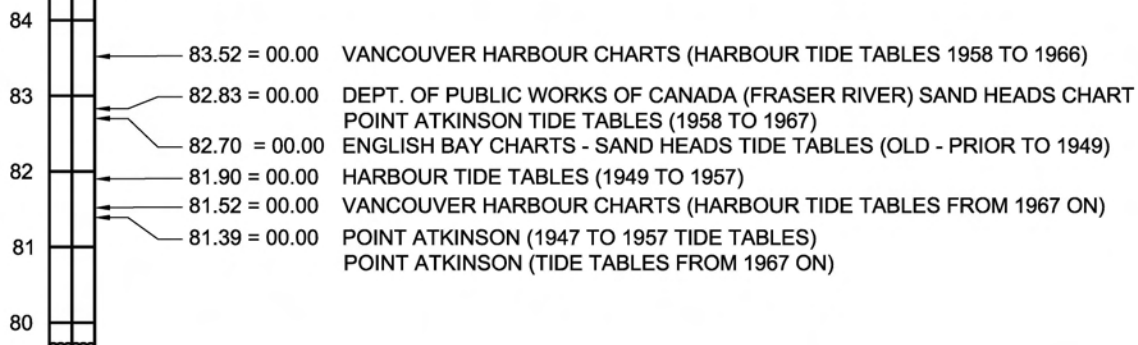 84
83.52 = 00.00 VANCOUVER HARBOUR CHARTS (HARBOUR TIDE TABLES 1958 TO 1966)
83
82.83 = 00.00 DEPT. OF PUBLIC WORKS OF CANADA (FRASER RIVER) SAND HEADS CHART
POINT ATKINSON TIDE TABLES (1958 TO 1967)
82.70 = 00.00 ENGLISH BAY CHARTS - SAND HEADS TIDE TABLES (OLD - PRIOR TO 1949)
82
81.90 = 00.00 HARBOUR TIDE TABLES (1949 TO 1957)
81.52 = 00.00 VANCOUVER HARBOUR CHARTS (HARBOUR TIDE TABLES FROM 1967 ON)
81
81.39 = 00.00 POINT ATKINSON (1947 TO 1957 TIDE TABLES)
POINT ATKINSON (TIDE TABLES FROM 1967 ON)
80